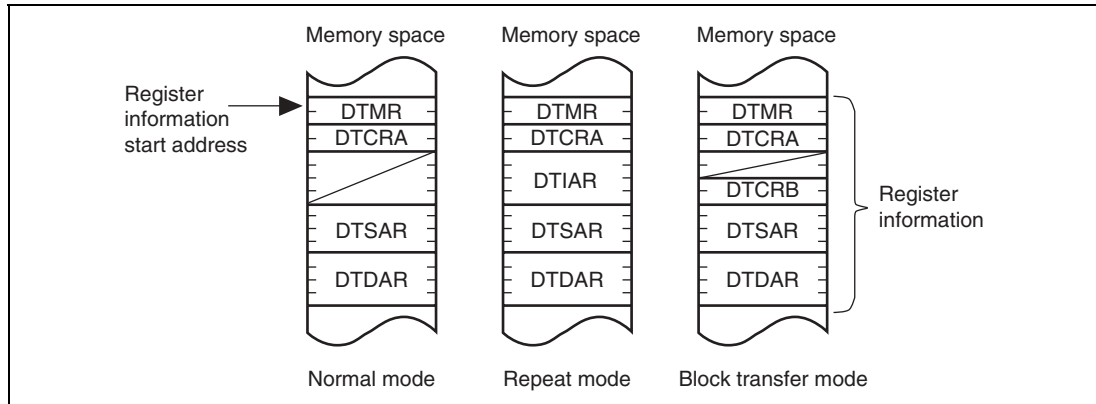 Memory space Memory space Memory space
Register
information
start address
DTMR DTMR DTMR
DTCRA DTCRA DTCRA
DTIAR
DTCRB
DTSAR DTSAR DTSAR
DTDAR DTDAR DTDAR
Register
information
Normal mode Repeat mode Block transfer mode